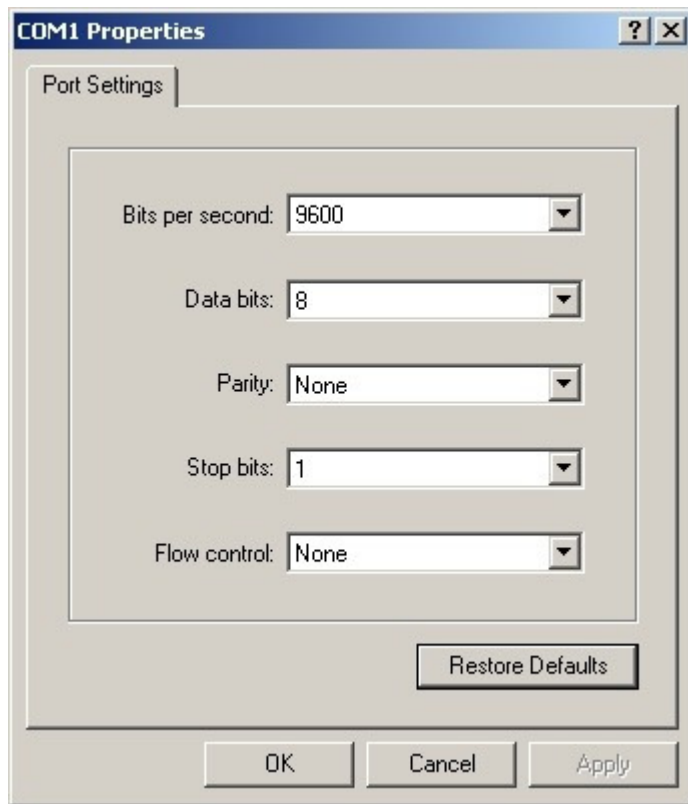 COM1 Properties
Port Settings
Bits per second: 9600
Data bits: 8
Parity: None
Stop bits: 1
Flow control: None
Restore Defaults
OK Cancel Apply